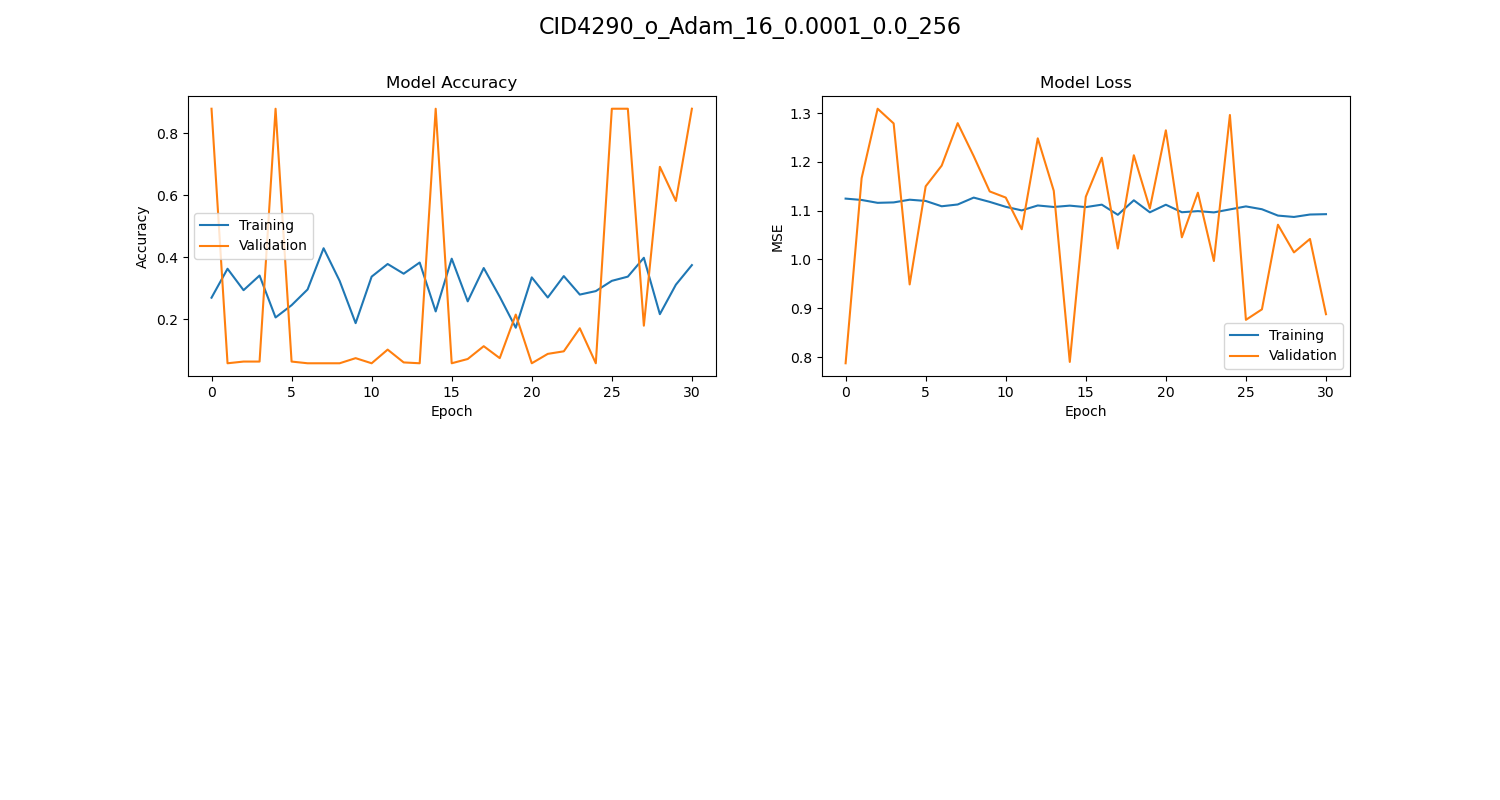 CID4290_o_Adam_16_0.0001_0.0_256
Model Accuracy
Accuracy
0.8
0.6
0.4
0.2
Training
Validation
0 5 10 15 20 25 30
Epoch
Model Loss
MSE
1.3
1.2
1.1
1.0
0.9
0.8
Training
Validation
0 5 10 15 20 25 30
Epoch